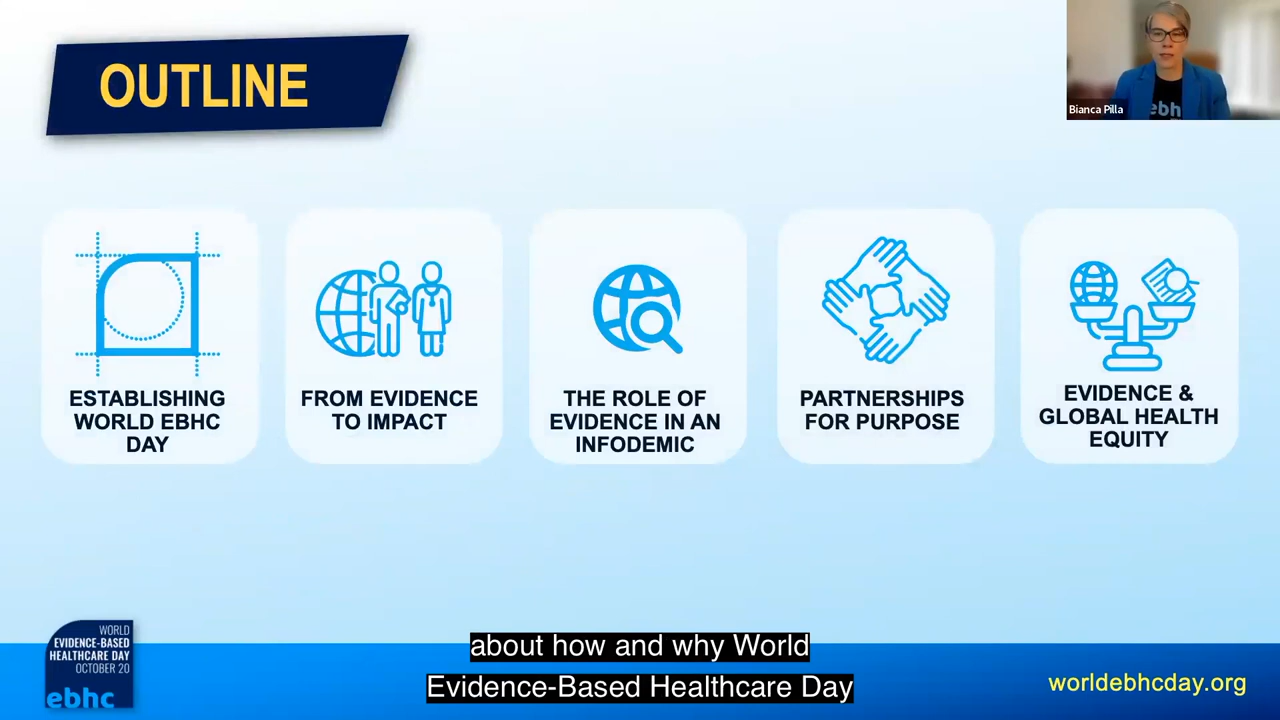 OUTLINE
Bianca Pilla
ebh
ESTABLISHING
WORLD EBHC
DAY
FROM EVIDENCE
TO IMPACT
THE ROLE OF
EVIDENCE IN AN
INFODEMIC
PARTNERSHIPS
FOR PURPOSE
EVIDENCE &
GLOBAL HEALTH
EQUITY
WORLD
EVIDENCE-BASED
HEALTHCARE DAY
OCTOBER 20
ebhc
about how and why World
Evidence-Based Healthcare Day
worldebhcday.org